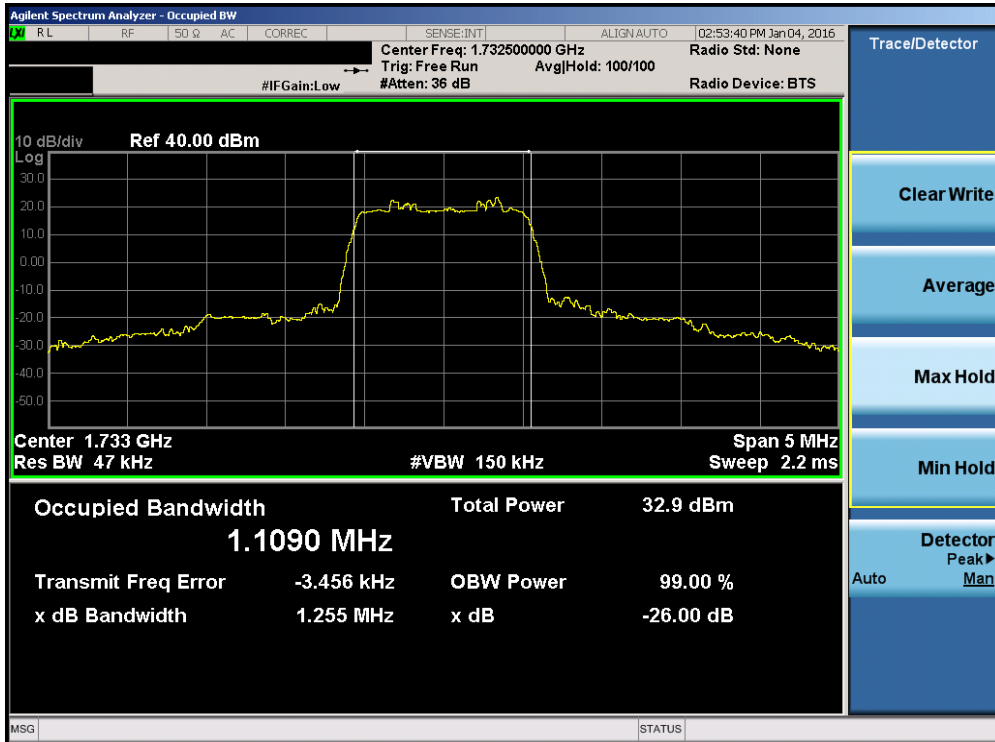 Agilent Spectrum Analyzer - Occupied BW
LXI RL RF 50 Ω AC CORREC SENSE:INT ALIGN AUTO 02:53:40 PM Jan 04, 2016
Center Freq: 1.732500000 GHz Radio Std: None
Trig: Free Run Avg|Hold: 100/100
#IFGain:Low #Atten: 36 dB Radio Device: BTS
10 dB/div Ref 40.00 dBm
Log
30.0
20.0
10.0
0.00
-10.0
-20.0
-30.0
-40.0
-50.0
Center 1.733 GHz Span 5 MHz
Res BW 47 kHz #VBW 150 kHz Sweep 2.2 ms
Occupied Bandwidth Total Power 32.9 dBm
1.1090 MHz
Transmit Freq Error -3.456 kHz OBW Power 99.00 %
x dB Bandwidth 1.255 MHz x dB -26.00 dB
MSG STATUS
Trace/Detector
Clear Write
Average
Max Hold
Min Hold
Detector
Peak▶
Auto Man